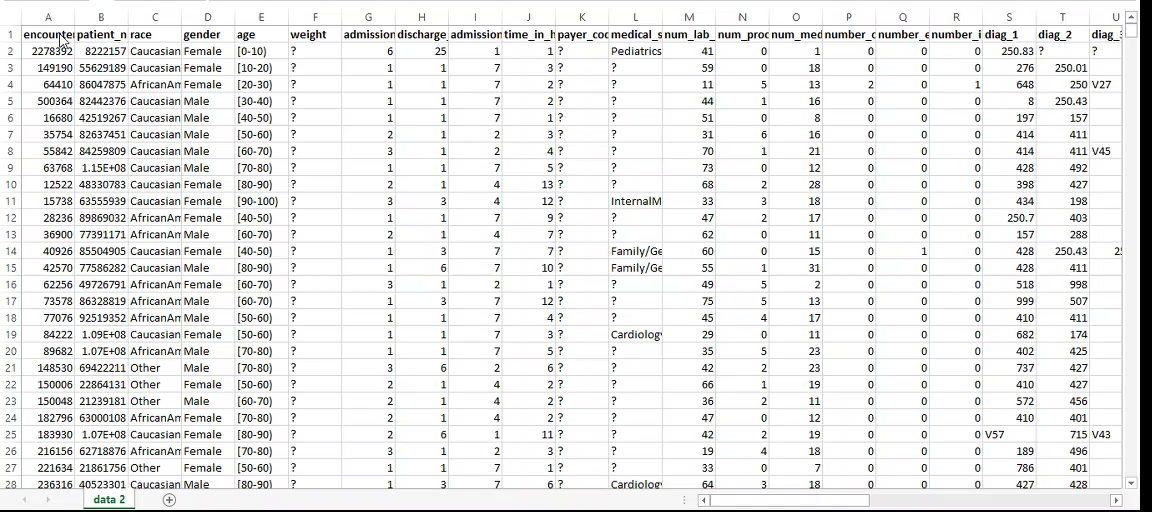 A B C D E F G H I J K L M N O P Q R S T U
1 encounte patient_n race gender age weight admission discharge_ admission time_in_h payer_coc medical_s num_lab_ num_proc num_med number_o number_e number_i diag_1 diag_2 diag_3
2 2278392 8222157 Caucasian Female [0-10) ? 6 25 1 1 ? Pediatrics 41 0 1 0 0 0 250.83 ? ?
3 149190 55629189 Caucasian Female [10-20) ? 1 1 7 3 ? ? 59 0 18 0 0 0 276 250.01
4 64410 86047875 AfricanAm Female [20-30) ? 1 1 7 2 ? ? 11 5 13 2 0 1 648 250 V27
5 500364 82442376 Caucasian Male [30-40) ? 1 1 7 2 ? ? 44 1 16 0 0 0 8 250.43
6 16680 42519267 Caucasian Male [40-50) ? 1 1 7 1 ? ? 51 0 8 0 0 0 197 157
7 35754 82637451 Caucasian Male [50-60) ? 2 1 2 3 ? ? 31 6 16 0 0 0 414 411
8 55842 84259809 Caucasian Male [60-70) ? 3 1 2 4 ? ? 70 1 21 0 0 0 414 411 V45
9 63768 1.15E+08 Caucasian Male [70-80) ? 1 1 7 5 ? ? 73 0 12 0 0 0 428 492
10 12522 48330783 Caucasian Female [80-90) ? 2 1 4 13 ? ? 68 2 28 0 0 0 398 427
11 15738 63555939 Caucasian Female [90-100) ? 3 3 4 12 ? InternalM 33 3 18 0 0 0 434 198
12 28236 89869032 AfricanAm Female [40-50) ? 1 1 7 9 ? ? 47 2 17 0 0 0 250.7 403
13 36900 77391171 AfricanAm Male [60-70) ? 2 1 4 7 ? ? 62 0 11 0 0 0 157 288
14 40926 85504905 Caucasian Female [40-50) ? 1 3 7 7 ? Family/Ge 60 0 15 0 1 0 428 250.43 25
15 42570 77586282 Caucasian Male [80-90) ? 1 6 7 10 ? Family/Ge 55 1 31 0 0 0 428 411
16 62256 49726791 AfricanAm Female [60-70) ? 3 1 2 1 ? ? 49 5 2 0 0 0 518 998
17 73578 86328819 AfricanAm Male [60-70) ? 1 3 7 12 ? ? 75 5 13 0 0 0 999 507
18 77076 92519352 AfricanAm Male [50-60) ? 1 1 7 4 ? ? 45 4 17 0 0 0 410 411
19 84222 1.09E+08 Caucasian Female [50-60) ? 1 1 7 3 ? Cardiology 29 0 11 0 0 0 682 174
20 89682 1.07E+08 AfricanAm Male [70-80) ? 1 1 7 5 ? ? 35 5 23 0 0 0 402 425
21 148530 69422211 Other Male [70-80) ? 3 6 2 6 ? ? 42 2 23 0 0 0 737 427
22 150006 22864131 Other Female [50-60) ? 2 1 4 2 ? ? 66 1 19 0 0 0 410 427
23 150048 21239181 Other Male [60-70) ? 2 1 4 2 ? ? 36 2 11 0 0 0 572 456
24 182796 63000108 AfricanAm Female [70-80) ? 2 1 4 2 ? ? 47 0 12 0 0 0 410 401
25 183930 1.07E+08 Caucasian Female [80-90) ? 2 6 1 11 ? ? 42 2 19 0 0 0 V57 715 V43
26 216156 62718876 AfricanAm Female [70-80) ? 3 1 2 3 ? ? 19 4 18 0 0 0 189 496
27 221634 21861756 Other Female [50-60) ? 1 1 7 1 ? ? 33 0 7 0 0 0 786 401
28 236316 40523301 Caucasian Male [80-90) ? 1 3 7 6 ? Cardiology 64 3 18 0 0 0 427 428
data 2